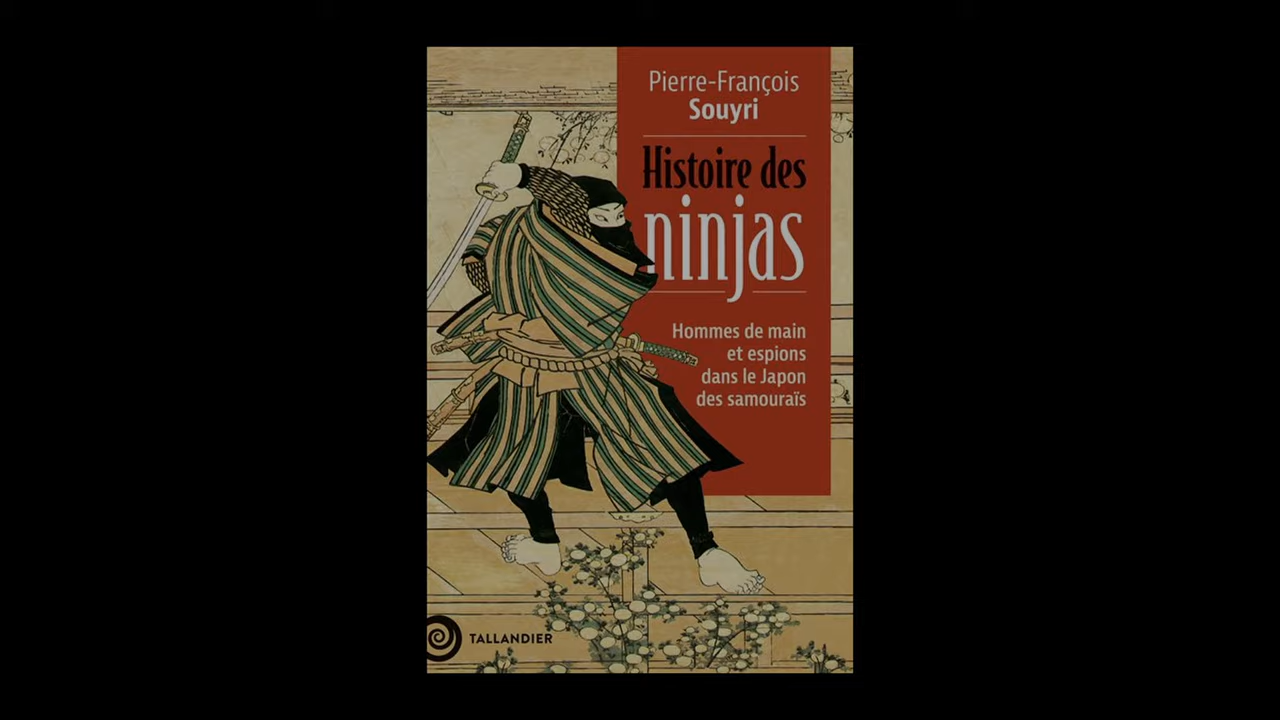 Pierre-François
Souyri
Histoire des
ninjas
Hommes de main
et espions
dans le Japon
des samouraïs
TALLANDIER